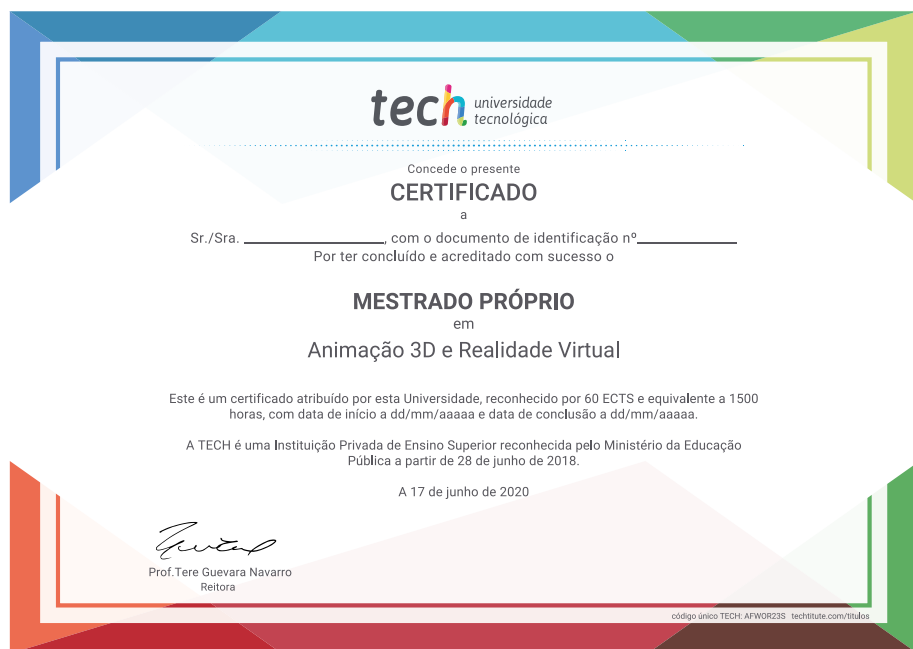 tech universidade
tecnológica
Concede o presente
CERTIFICADO
a
Sr./Sra. ________________, com o documento de identificação nº____________
Por ter concluído e acreditado com sucesso o
MESTRADO PRÓPRIO
em
Animação 3D e Realidade Virtual
Este é um certificado atribuído por esta Universidade, reconhecido por 60 ECTS e equivalente a 1500
horas, com data de início a dd/mm/aaaaa e data de conclusão a dd/mm/aaaaa.
A TECH é uma Instituição Privada de Ensino Superior reconhecida pelo Ministério da Educação
Pública a partir de 28 de junho de 2018.
A 17 de junho de 2020
Prof.Tere Guevara Navarro
Reitora
código único TECH: AFWOR23S techtitute.com/titulos